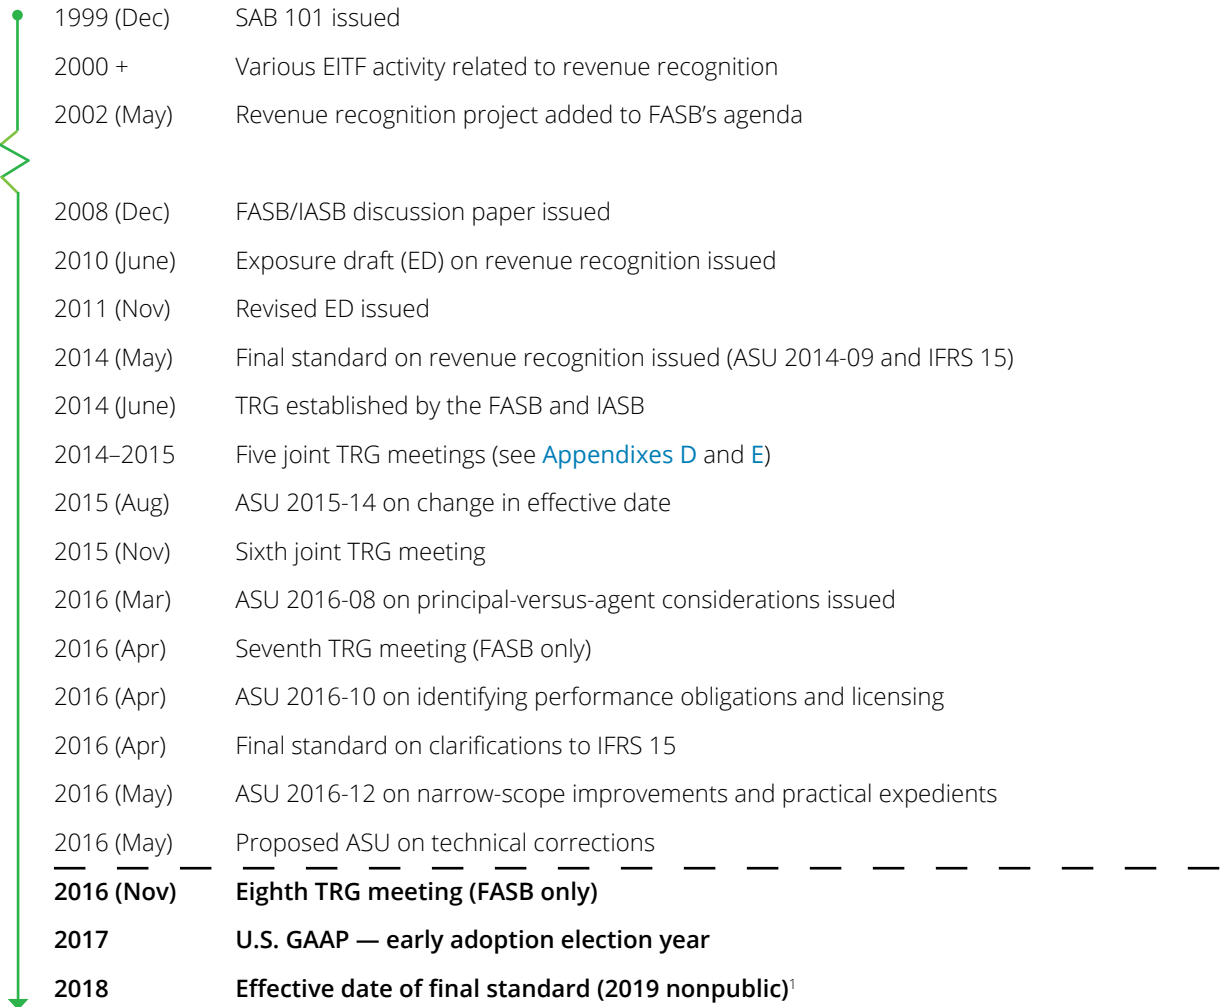 1999 (Dec) SAB 101 issued
2000 + Various EITF activity related to revenue recognition
2002 (May) Revenue recognition project added to FASB’s agenda
2008 (Dec) FASB/IASB discussion paper issued
2010 (June) Exposure draft (ED) on revenue recognition issued
2011 (Nov) Revised ED issued
2014 (May) Final standard on revenue recognition issued (ASU 2014-09 and IFRS 15)
2014 (June) TRG established by the FASB and IASB
2014–2015 Five joint TRG meetings (see Appendixes D and E)
2015 (Aug) ASU 2015-14 on change in effective date
2015 (Nov) Sixth joint TRG meeting
2016 (Mar) ASU 2016-08 on principal-versus-agent considerations issued
2016 (Apr) Seventh TRG meeting (FASB only)
2016 (Apr) ASU 2016-10 on identifying performance obligations and licensing
2016 (Apr) Final standard on clarifications to IFRS 15
2016 (May) ASU 2016-12 on narrow-scope improvements and practical expedients
2016 (May) Proposed ASU on technical corrections
2016 (Nov) Eighth TRG meeting (FASB only)
2017 U.S. GAAP — early adoption election year
2018 Effective date of final standard (2019 nonpublic)1